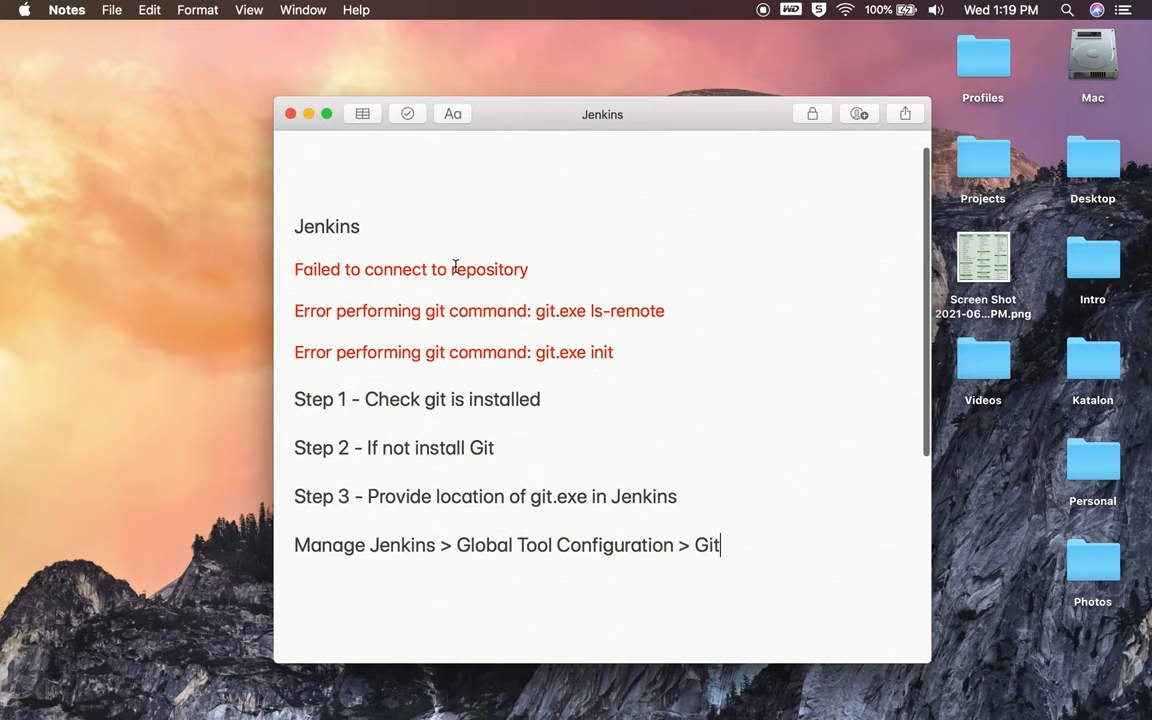 Notes File Edit Format View Window Help
WD S 100% Wed 1:19 PM
Jenkins
Aa
Jenkins
Failed to connect to repository
Error performing git command: git.exe ls-remote
Error performing git command: git.exe init
Step 1 - Check git is installed
Step 2 - If not install Git
Step 3 - Provide location of git.exe in Jenkins
Manage Jenkins > Global Tool Configuration > Git
Profiles
Mac
Projects
Desktop
Screen Shot
2021-06...PM.png
Intro
Videos
Katalon
Personal
Photos